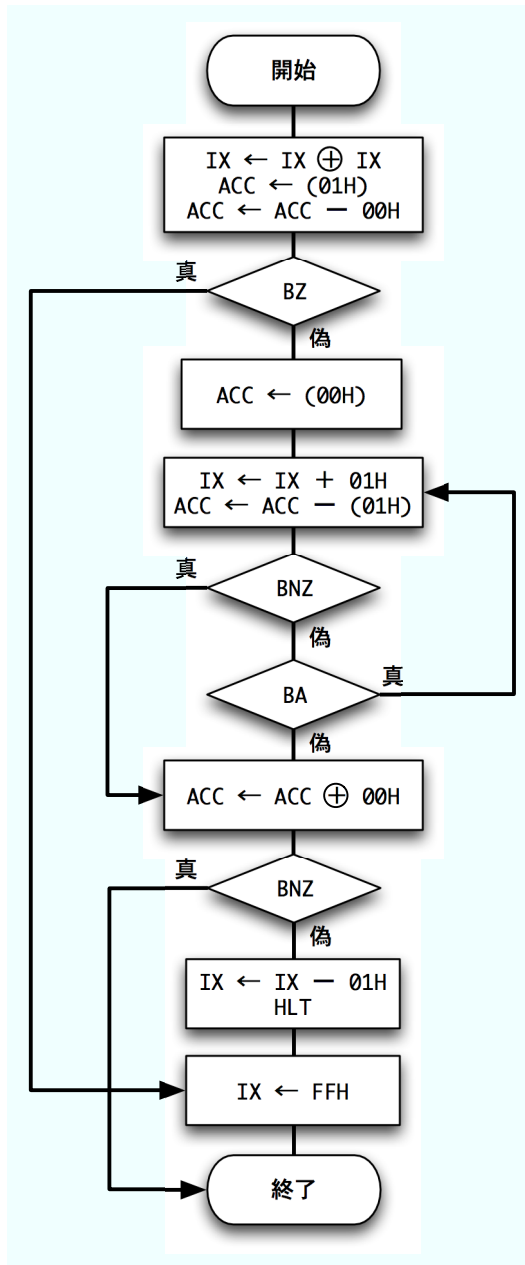 開始
IX ← IX ⊕ IX
ACC ← (01H)
ACC ← ACC － 00H
真
BZ
偽
ACC ← (00H)
IX ← IX ＋ 01H
ACC ← ACC － (01H)
真
BNZ
偽
BA
真
偽
ACC ← ACC ⊕ 00H
真
BNZ
偽
IX ← IX － 01H
HLT
IX ← FFH
終了